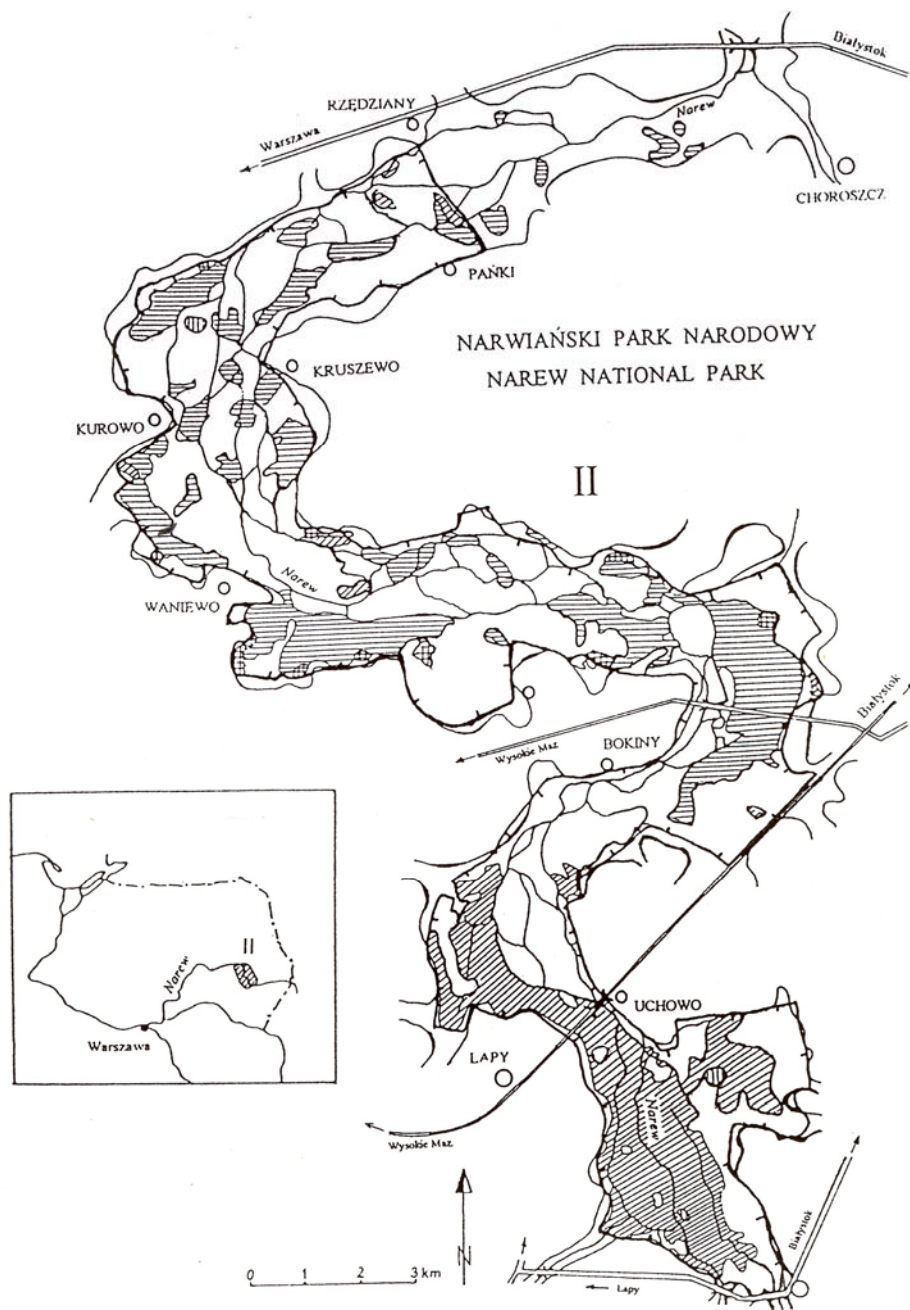 Białystok
RZĘDZIANY
Narew
Warszawa
CHOROSZCZ
PAŃKI
NARWIAŃSKI PARK NARODOWY
NAREW NATIONAL PARK
KRUSZEWO
KUROWO
II
Narew
WANIEWO
Białystok
Wysokie Maz
BOKINY
II
Narew
Warszawa
UCHOWO
LAPY
Narew
Wysokie Maz
Białystok
N
0 1 2 3 km
Lapy